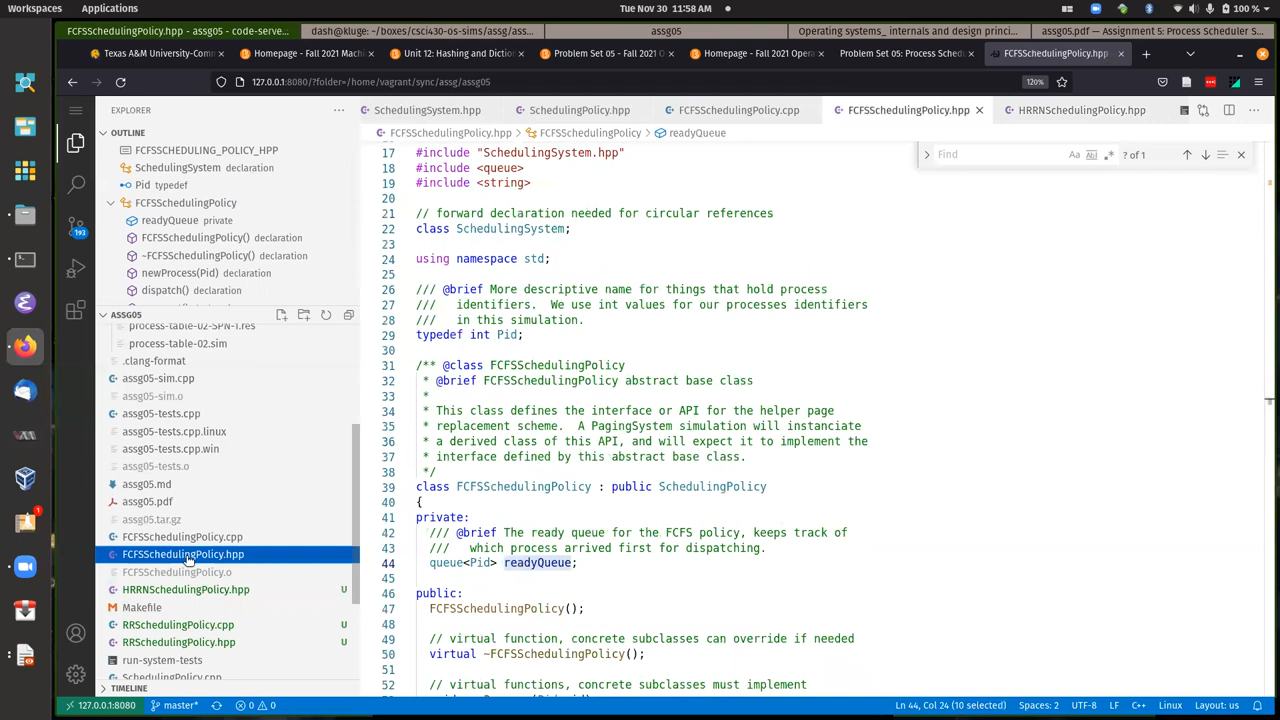 Workspaces Applications Tue Nov 30 11:58 AM 100 %
FCFSSchedulingPolicy.hpp - assg05 - code-serve... dash@kluge: ~/boxes/csci430-os-sims/assg/asg... assg05 Operating systems_ internals and design princi... assg05.pdf — Assignment 5: Process Scheduler S...
Texas A&M University-Comm Homepage - Fall 2021 Machi Unit 12: Hashing and Diction Problem Set 05 - Fall 2021 O Homepage - Fall 2021 Opera Problem Set 05: Process Schedu FCFSSchedulingPolicy.hpp
127.0.0.1:8080/?folder=/home/vagrant/sync/assg/assg05 120%
EXPLORER
SchedulingSystem.hpp SchedulingPolicy.hpp FCFSSchedulingPolicy.cpp FCFSSchedulingPolicy.hpp HRRNSchedulingPolicy.hpp
OUTLINE
FCFSSchedulingPolicy.hpp > FCFSSchedulingPolicy > readyQueue
FCFSSCHEDULING_POLICY_HPP
SchedulingSystem declaration
Pid typedef
FCFSSchedulingPolicy
readyQueue private
FCFSSchedulingPolicy() declaration
~FCFSSchedulingPolicy() declaration
newProcess(Pid) declaration
dispatch() declaration
193
ASSG05
process-table-02-SPN-1.res
process-table-02.sim
.clang-format
assg05-sim.cpp
assg05-sim.o
assg05-tests.cpp
assg05-tests.cpp.linux
assg05-tests.cpp.win
assg05-tests.o
assg05.md
assg05.pdf
assg05.tar.gz
FCFSSchedulingPolicy.cpp
FCFSSchedulingPolicy.hpp
FCFSSchedulingPolicy.o
HRRNSchedulingPolicy.hpp U
Makefile
RRSchedulingPolicy.cpp U
RRSchedulingPolicy.hpp U
run-system-tests
SchedulingPolicy.cpp
TIMELINE
Find Aa ? of 1
17 #include "SchedulingSystem.hpp"
18 #include <queue>
19 #include <string>
20
21 // forward declaration needed for circular references
22 class SchedulingSystem;
23
24 using namespace std;
25
26 /// @brief More descriptive name for things that hold process
27 /// identifiers. We use int values for our processes identifiers
28 /// in this simulation.
29 typedef int Pid;
30
31 /** @class FCFSSchedulingPolicy
32 * @brief FCFSSchedulingPolicy abstract base class
33 *
34 * This class defines the interface or API for the helper page
35 * replacement scheme. A PagingSystem simulation will instanciate
36 * a derived class of this API, and will expect it to implement the
37 * interface defined by this abstract base class.
38 */
39 class FCFSSchedulingPolicy : public SchedulingPolicy
40 {
41 private:
42 /// @brief The ready queue for the FCFS policy, keeps track of
43 /// which process arrived first for dispatching.
44 queue<Pid> readyQueue;
45
46 public:
47 FCFSSchedulingPolicy();
48
49 // virtual function, concrete subclasses can override if needed
50 virtual ~FCFSSchedulingPolicy();
51
52 // virtual functions, concrete subclasses must implement
127.0.0.1:8080 master* 0 0 Ln 44, Col 24 (10 selected) Spaces: 2 UTF-8 LF C++ Linux Layout: us